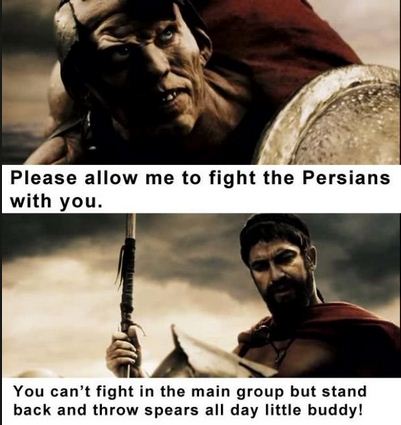 Please allow me to fight the Persians
with you.
You can't fight in the main group but stand
back and throw spears all day little buddy!